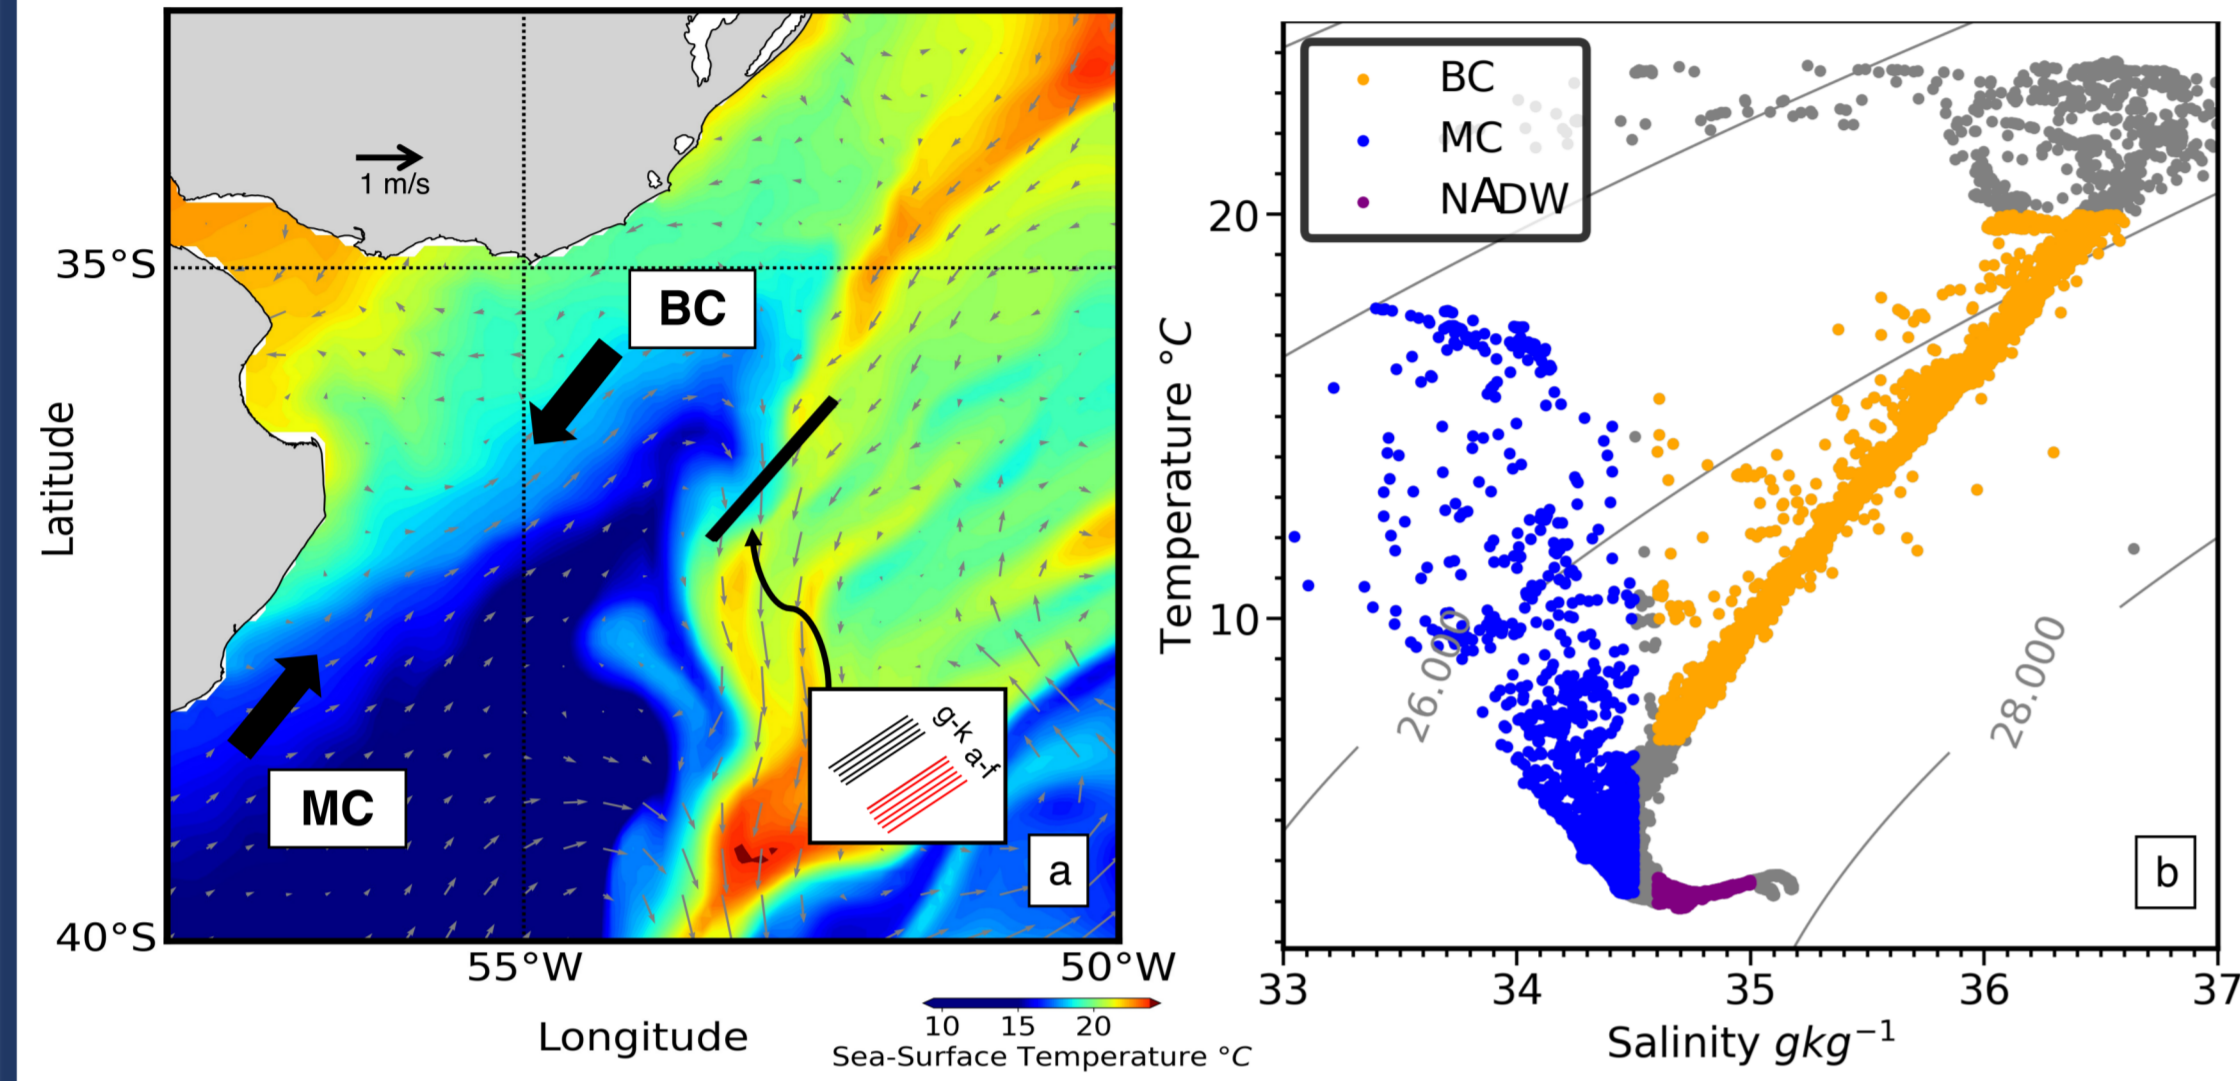 1 m/s
BC
MC
g-k
a-f
a
35°S
40°S
55°W
50°W
Latitude
Longitude
10 15 20
Sea-Surface Temperature °C
BC
MC
NADW
20
10
Temperature °C
26.000
28.000
b
33 34 35 36 37
Salinity gkg⁻¹